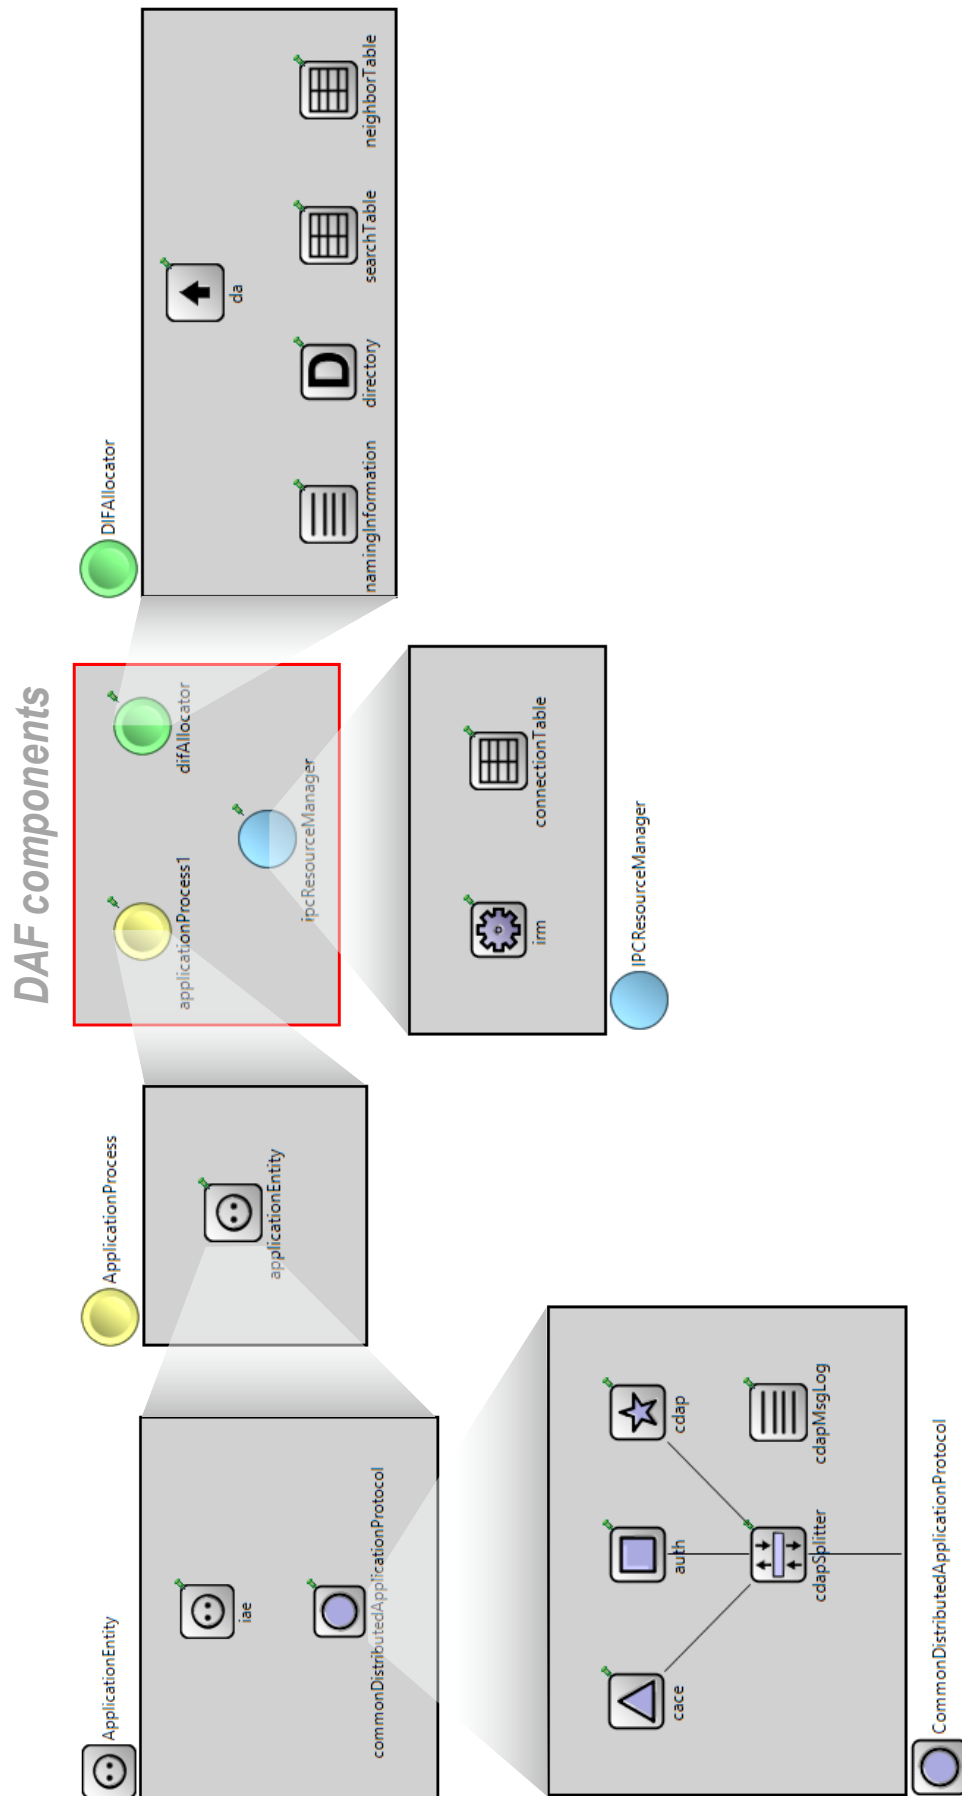 DAF components
ApplicationEntity
iae
commonDistributedApplicationProtocol
ApplicationProcess
applicationEntity
applicationProcess1
difAllocator
ipcResourceManager
DIFAllocator
da
namingInformation
directory
searchTable
neighborTable
irm
connectionTable
IPCResourceManager
cace
auth
cdap
cdapSplitter
cdapMsgLog
CommonDistributedApplicationProtocol